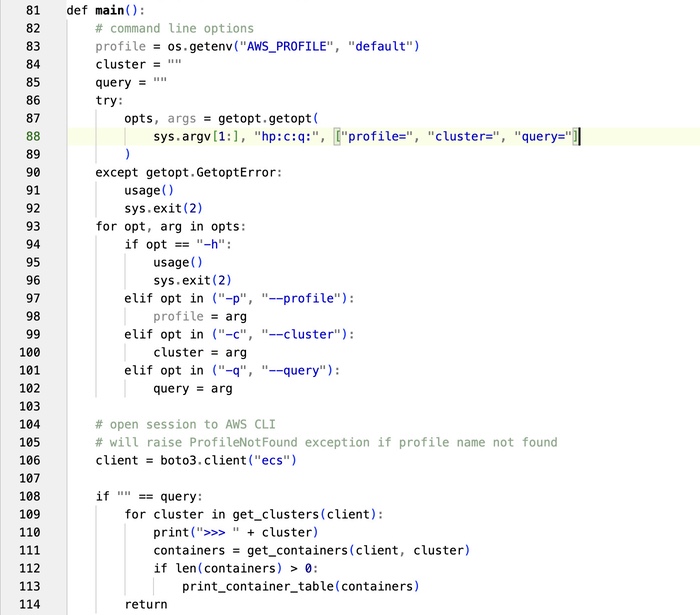 81 def main():
82     # command line options
83     profile = os.getenv("AWS_PROFILE", "default")
84     cluster = ""
85     query = ""
86     try:
87         opts, args = getopt.getopt(
88             sys.argv[1:], "hp:c:q:", ["profile=", "cluster=", "query="]
89         )
90     except getopt.GetoptError:
91         usage()
92         sys.exit(2)
93     for opt, arg in opts:
94         if opt == "-h":
95             usage()
96             sys.exit(2)
97         elif opt in ("-p", "--profile"):
98             profile = arg
99         elif opt in ("-c", "--cluster"):
100             cluster = arg
101         elif opt in ("-q", "--query"):
102             query = arg
103
104     # open session to AWS CLI
105     # will raise ProfileNotFound exception if profile name not found
106     client = boto3.client("ecs")
107
108     if "" == query:
109         for cluster in get_clusters(client):
110             print(">>> " + cluster)
111             containers = get_containers(client, cluster)
112             if len(containers) > 0:
113                 print_container_table(containers)
114         return